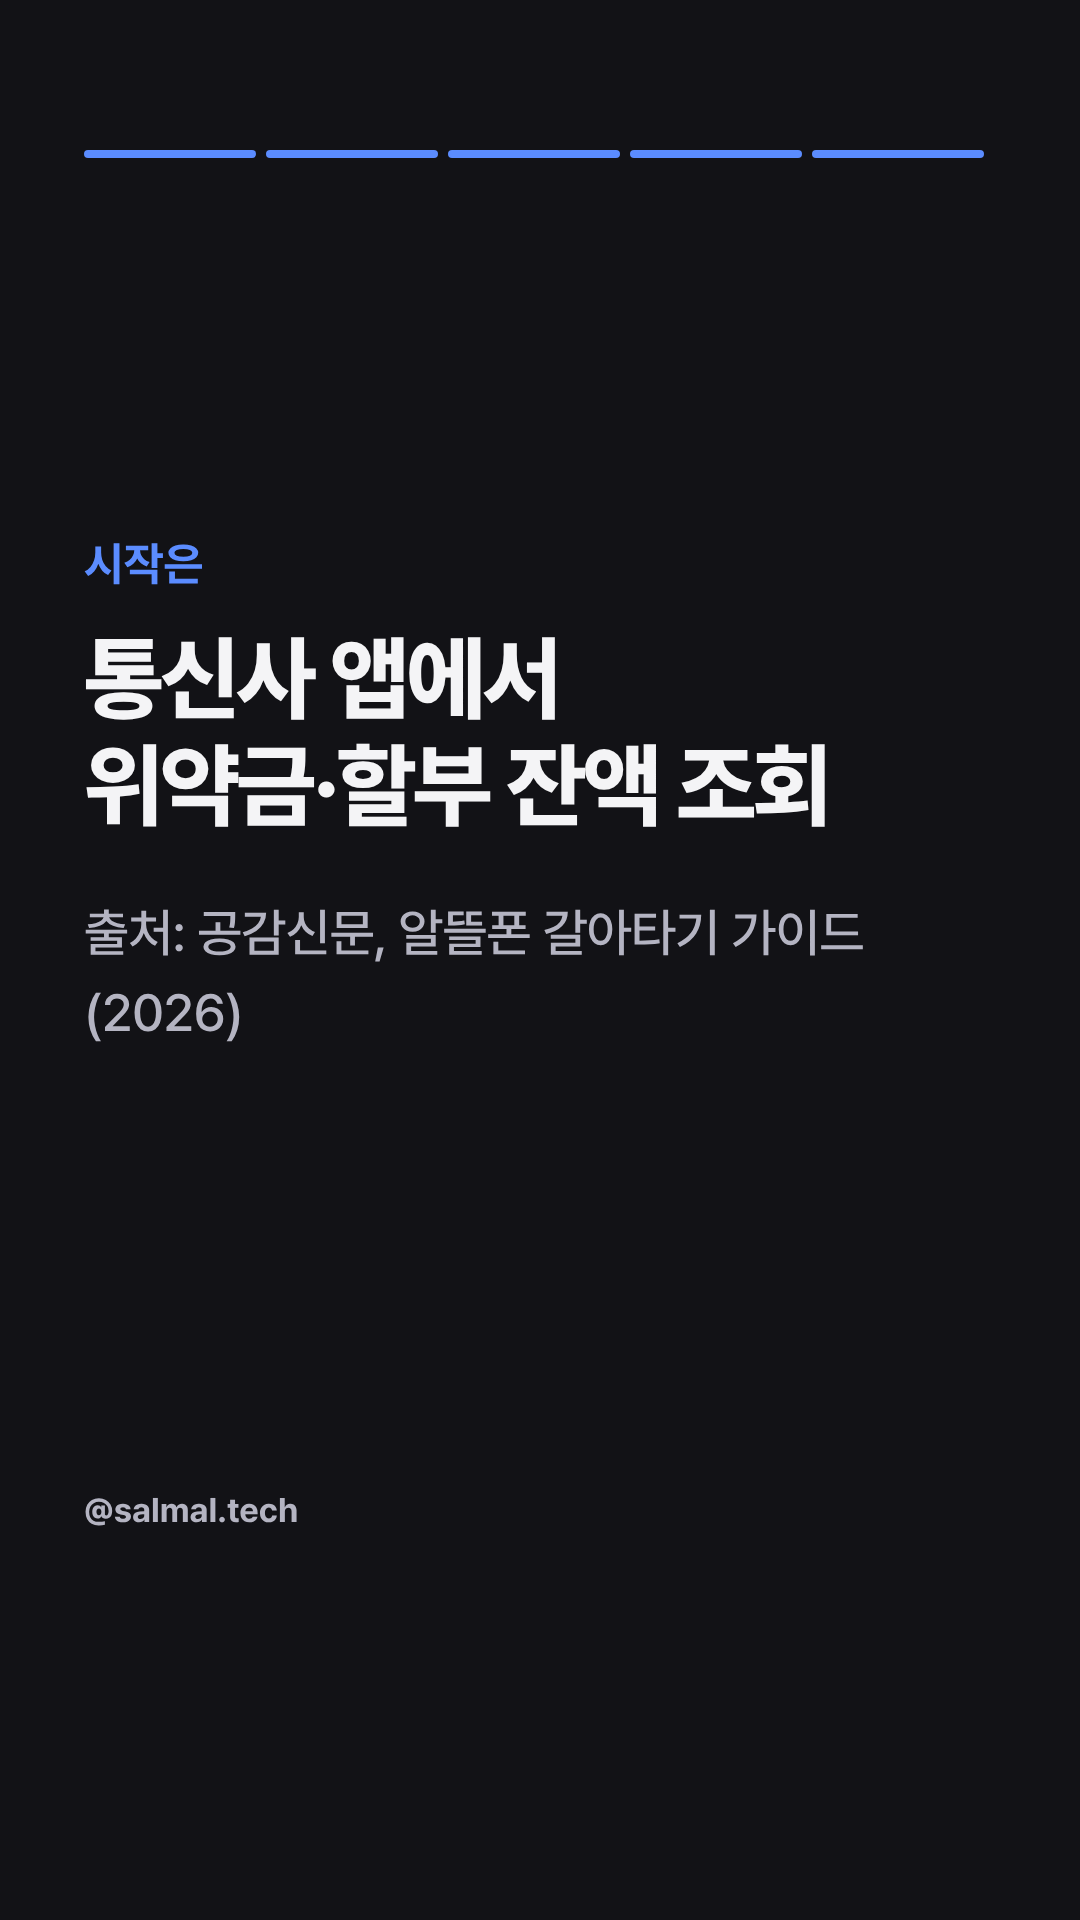 시작은
통신사 앱에서
위약금·할부 잔액 조회
출처: 공감신문, 알뜰폰 갈아타기 가이드
(2026)
@salmal.tech